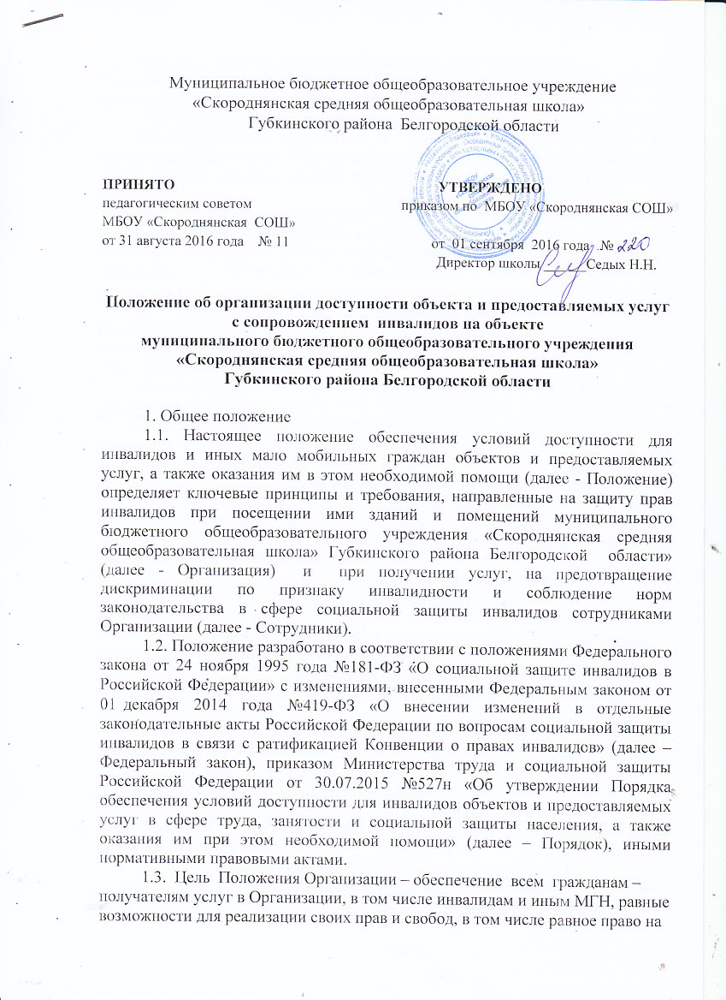 Муниципальное бюджетное общеобразовательное учреждение
«Скороднянская средняя общеобразовательная школа»
Губкинского района Белгородской области
ПРИНЯТО
педагогическим советом
МБОУ «Скороднянская СОШ»
от 31 августа 2016 года № 11
УТВЕРЖДЕНО
приказом по МБОУ «Скороднянская СОШ»
от 01 сентября 2016 года .№ 220
Директор школы ______Седых Н.Н.
Положение об организации доступности объекта и предоставляемых услуг
с сопровождением инвалидов на объекте
муниципального бюджетного общеобразовательного учреждения
«Скороднянская средняя общеобразовательная школа»
Губкинского района Белгородской области
1. Общее положение
1.1. Настоящее положение обеспечения условий доступности для
инвалидов и иных мало мобильных граждан объектов и предоставляемых
услуг, а также оказания им в этом необходимой помощи (далее - Положение)
определяет ключевые принципы и требования, направленные на защиту прав
инвалидов при посещении ими зданий и помещений муниципального
бюджетного общеобразовательного учреждения «Скороднянская средняя
общеобразовательная школа» Губкинского района Белгородской области»
(далее - Организация) и при получении услуг, на предотвращение
дискриминации по признаку инвалидности и соблюдение норм
законодательства в сфере социальной защиты инвалидов сотрудниками
Организации (далее - Сотрудники).
1.2. Положение разработано в соответствии с положениями Федерального
закона от 24 ноября 1995 года №181-ФЗ «О социальной защите инвалидов в
Российской Федерации» с изменениями, внесенными Федеральным законом от
01 декабря 2014 года №419-ФЗ «О внесении изменений в отдельные
законодательные акты Российской Федерации по вопросам социальной защиты
инвалидов в связи с ратификацией Конвенции о правах инвалидов» (далее –
Федеральный закон), приказом Министерства труда и социальной защиты
Российской Федерации от 30.07.2015 №527н «Об утверждении Порядка
обеспечения условий доступности для инвалидов объектов и предоставляемых
услуг в сфере труда, занятости и социальной защиты населения, а также
оказания им при этом необходимой помощи» (далее – Порядок), иными
нормативными правовыми актами.
1.3. Цель Положения Организации – обеспечение всем гражданам –
получателям услуг в Организации, в том числе инвалидам и иным МГН, равные
возможности для реализации своих прав и свобод, в том числе равное право на